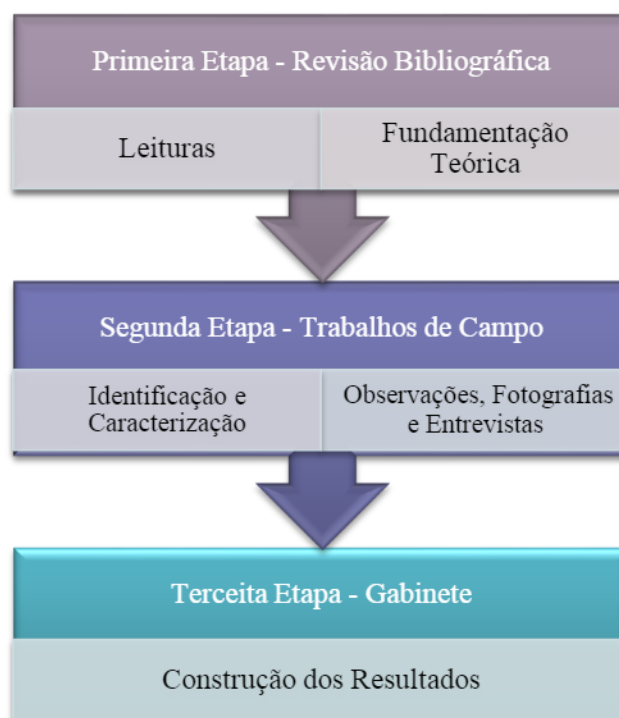 Primeira Etapa - Revisão Bibliográfica
Leituras
Fundamentação
Teórica
Segunda Etapa - Trabalhos de Campo
Identificação e
Caracterização
Observações, Fotografias
e Entrevistas
Terceita Etapa - Gabinete
Construção dos Resultados